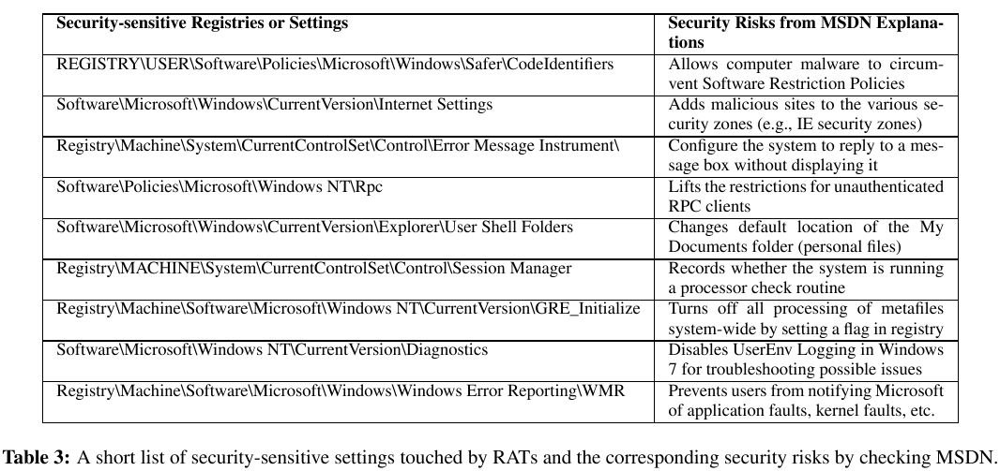 Security-sensitive Registries or Settings
Security Risks from MSDN Explana-
tions
REGISTRY\USER\Software\Policies\Microsoft\Windows\Safer\CodeIdentifiers
Allows computer malware to circum-
vent Software Restriction Policies
Software\Microsoft\Windows\CurrentVersion\Internet Settings
Adds malicious sites to the various se-
curity zones (e.g., IE security zones)
Registry\Machine\System\CurrentControlSet\Control\Error Message Instrument\
Configure the system to reply to a mes-
sage box without displaying it
Software\Policies\Microsoft\Windows NT\Rpc
Lifts the restrictions for unauthenticated
RPC clients
Software\Microsoft\Windows\CurrentVersion\Explorer\User Shell Folders
Changes default location of the My
Documents folder (personal files)
Registry\MACHINE\System\CurrentControlSet\Control\Session Manager
Records whether the system is running
a processor check routine
Registry\Machine\Software\Microsoft\Windows NT\CurrentVersion\GRE_Initialize
Turns off all processing of metafiles
system-wide by setting a flag in registry
Software\Microsoft\Windows NT\CurrentVersion\Diagnostics
Disables UserEnv Logging in Windows
7 for troubleshooting possible issues
Registry\Machine\Software\Microsoft\Windows\Windows Error Reporting\WMR
Prevents users from notifying Microsoft
of application faults, kernel faults, etc.
Table 3: A short list of security-sensitive settings touched by RATs and the corresponding security risks by checking MSDN.